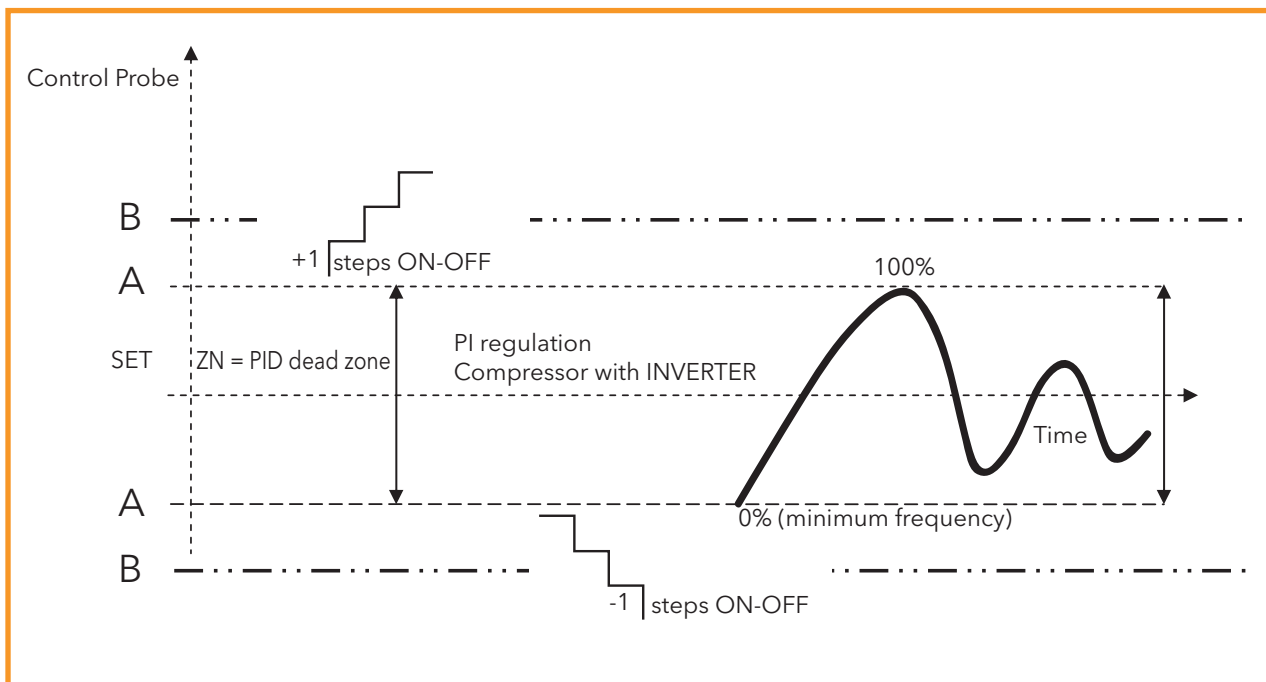 Control Probe
B
+1 steps ON-OFF
A
100%
SET
ZN = PID dead zone
PI regulation
Compressor with INVERTER
Time
A
0% (minimum frequency)
B
-1 steps ON-OFF